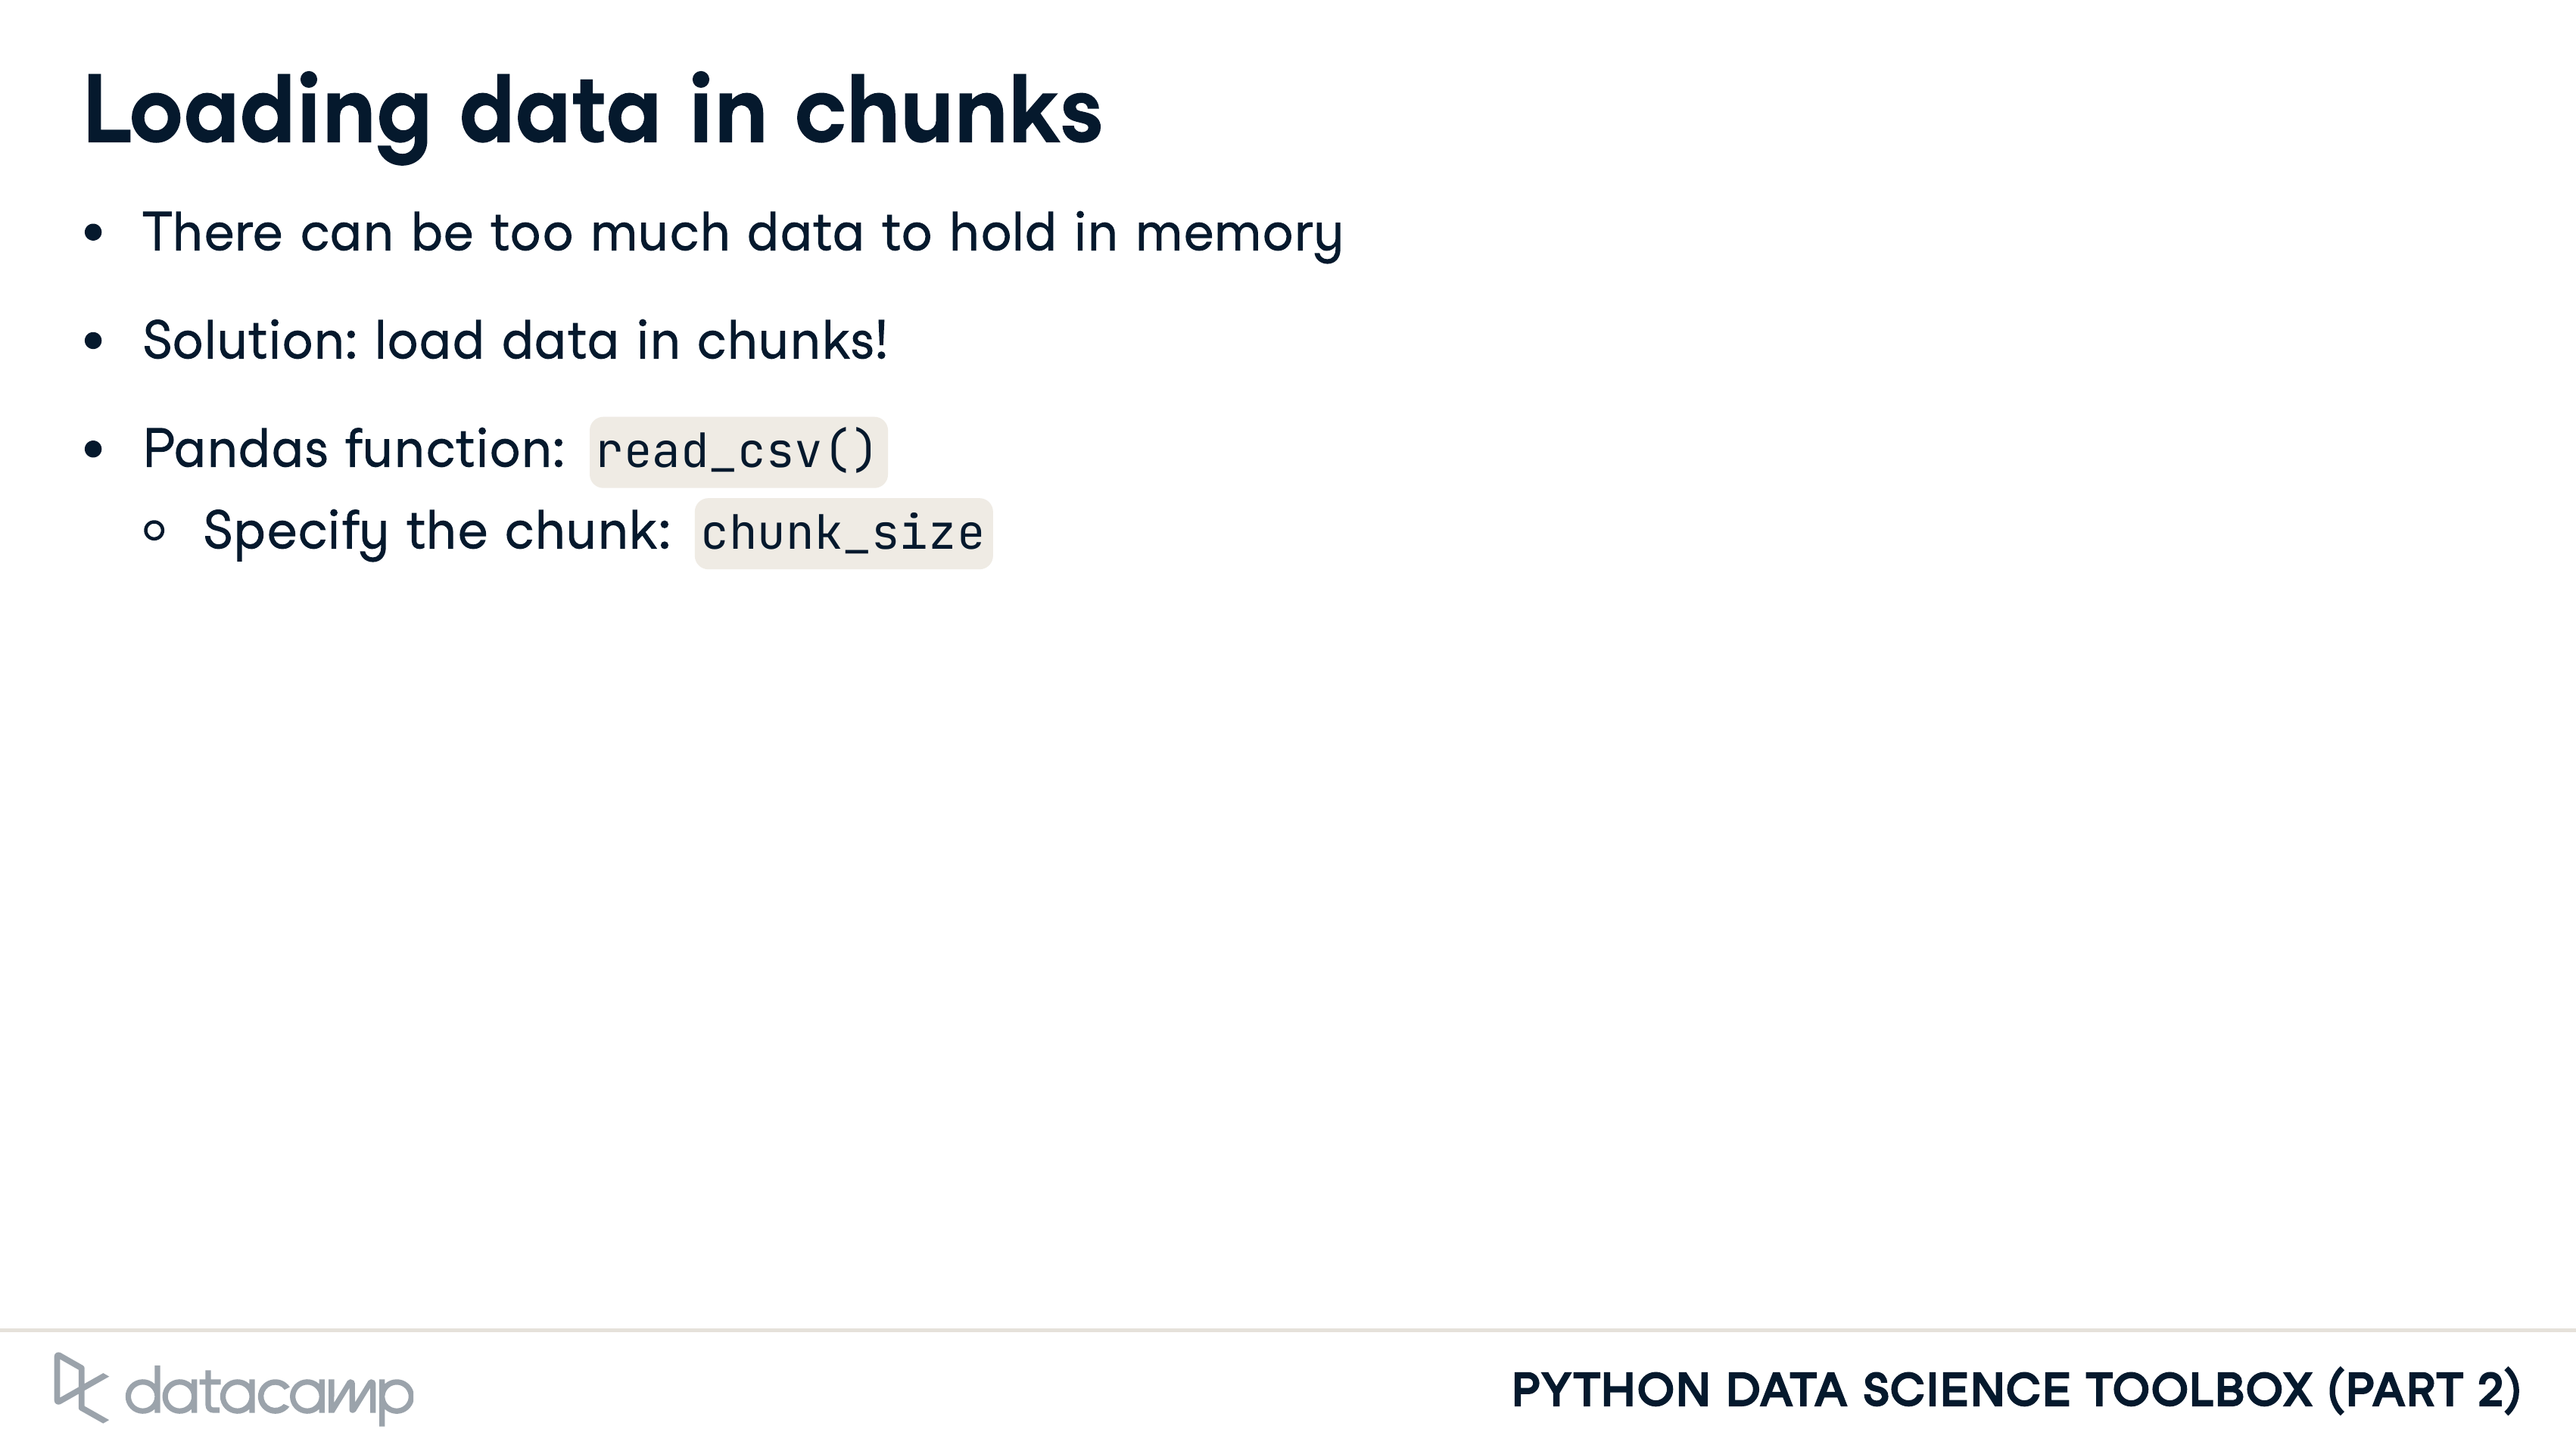 Loading data in chunks
• There can be too much data to hold in memory
• Solution: load data in chunks!
• Pandas function: read_csv()
◦ Specify the chunk: chunk_size
datacamp
PYTHON DATA SCIENCE TOOLBOX (PART 2)